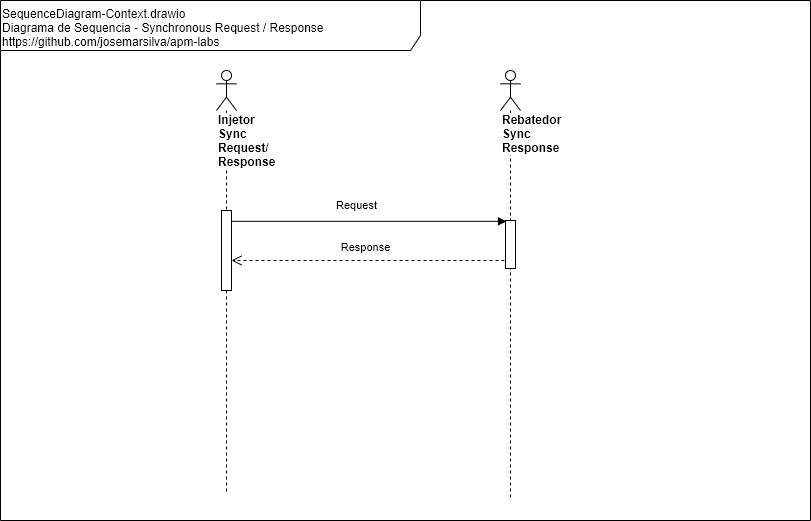 SequenceDiagram-Context.drawio
Diagrama de Sequencia - Synchronous Request / Response
https://github.com/josemarsilva/apm-labs
Injetor
Sync
Request/
Response
Rebatedor
Sync
Response
Request
Response